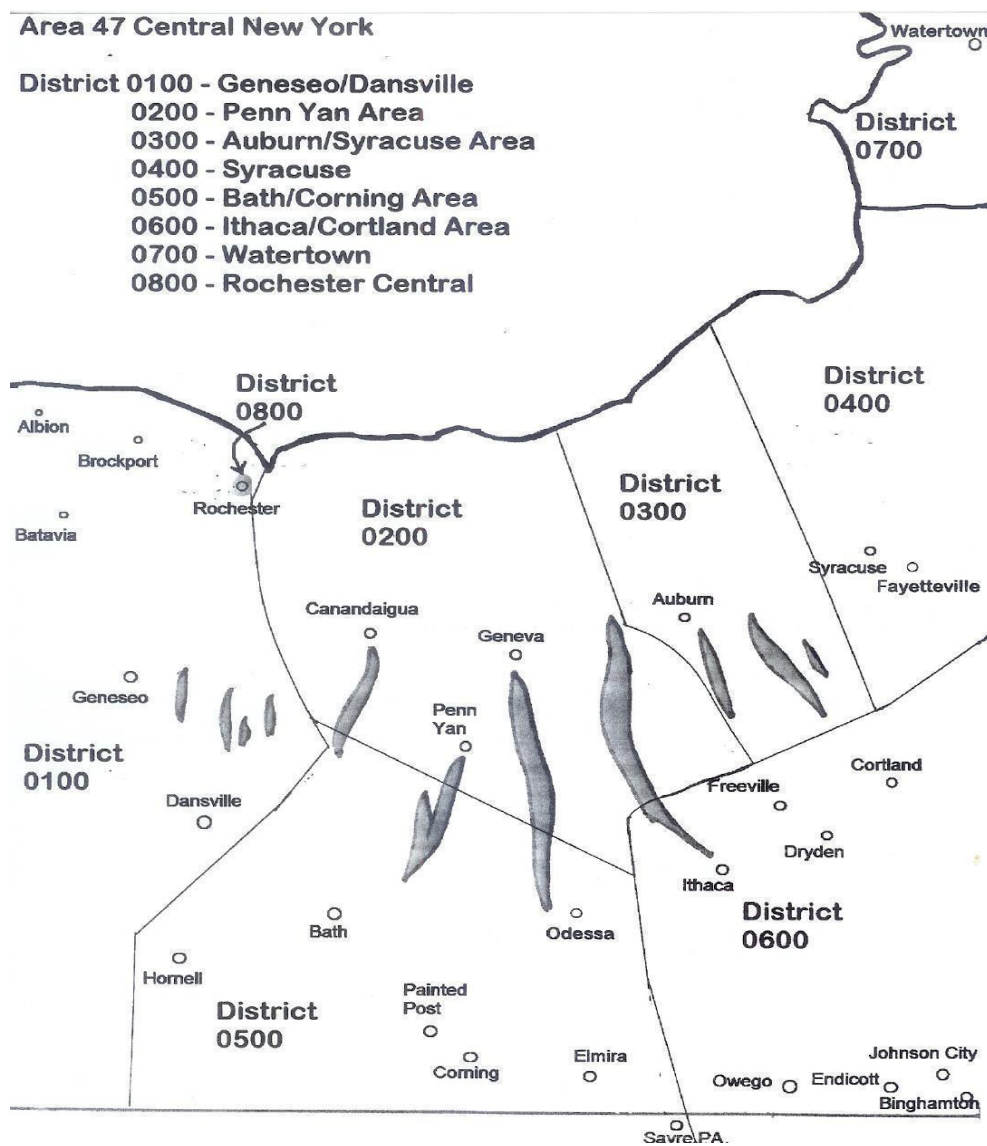 Area 47 Central New York
District 0100 - Geneseo/Dansville
0200 - Penn Yan Area
0300 - Auburn/Syracuse Area
0400 - Syracuse
0500 - Bath/Corning Area
0600 - Ithaca/Cortland Area
0700 - Watertown
0800 - Rochester Central
Watertown
District
0700
District
0800
District
0400
Albion
Brockport
Rochester
Batavia
District
0200
District
0300
Syracuse
Fayetteville
Canandaigua
Auburn
Geneva
Geneseo
Penn
Yan
District
0100
Dansville
Freeville
Cortland
Dryden
Ithaca
Bath
Odessa
District
0600
Hornell
Painted
Post
District
0500
Corning
Elmira
Owego
Endicott
Johnson City
Binghamton
Sayre PA.